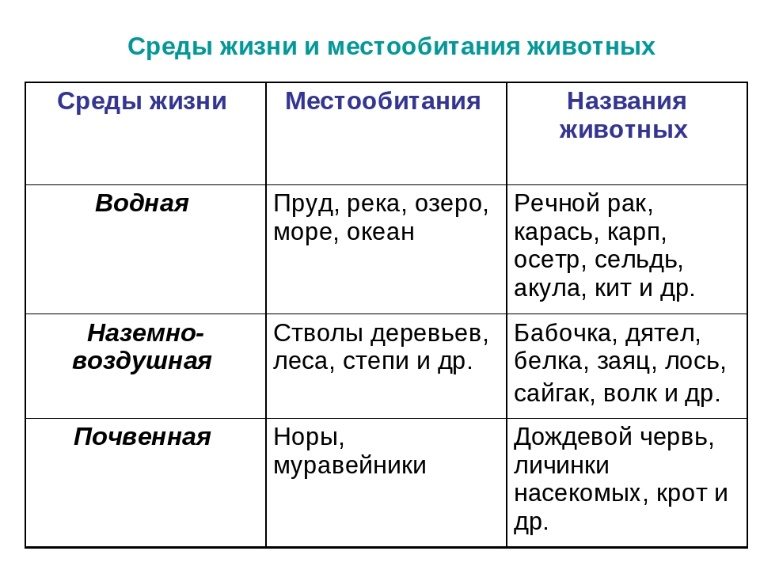 Среды жизни и местообитания животных
Среды жизни
Местообитания
Названия
животных
Водная
Пруд, река, озеро,
море, океан
Речной рак,
карась, карп,
осетр, сельдь,
акула, кит и др.
Наземно-
воздушная
Стволы деревьев,
леса, степи и др.
Бабочка, дятел,
белка, заяц, лось,
сайгак, волк и др.
Почвенная
Норы,
муравейники
Дождевой червь,
личинки
насекомых, крот и
др.